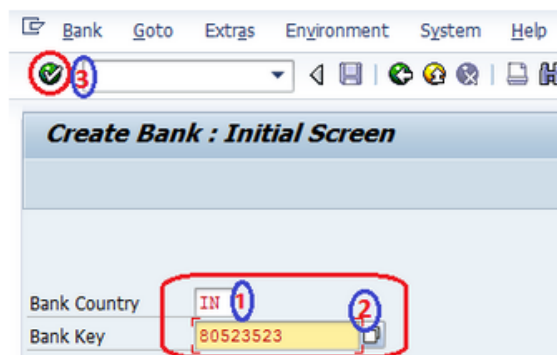 Bank Goto Extras Environment System Help
3
Create Bank : Initial Screen
Bank Country IN 1
Bank Key 80523523 2